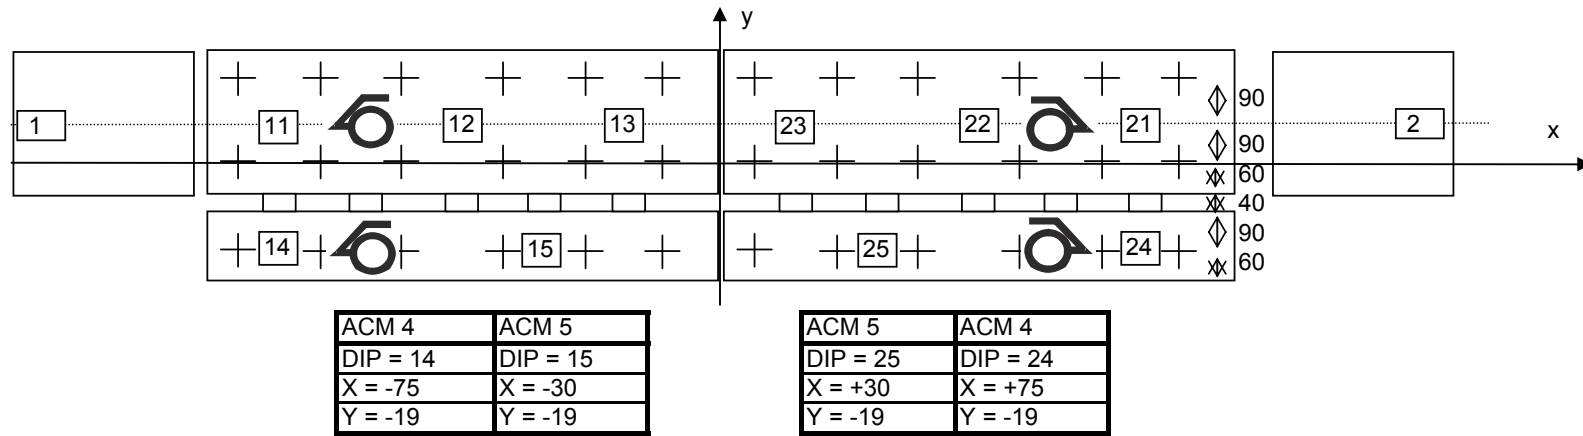 y
90
1
11
12
13
23
22
21
2
x
90
60
40
14
15
25
24
90
60
ACM 4 ACM 5
DIP = 14 DIP = 15
X = -75 X = -30
Y = -19 Y = -19
ACM 5 ACM 4
DIP = 25 DIP = 24
X = +30 X = +75
Y = -19 Y = -19